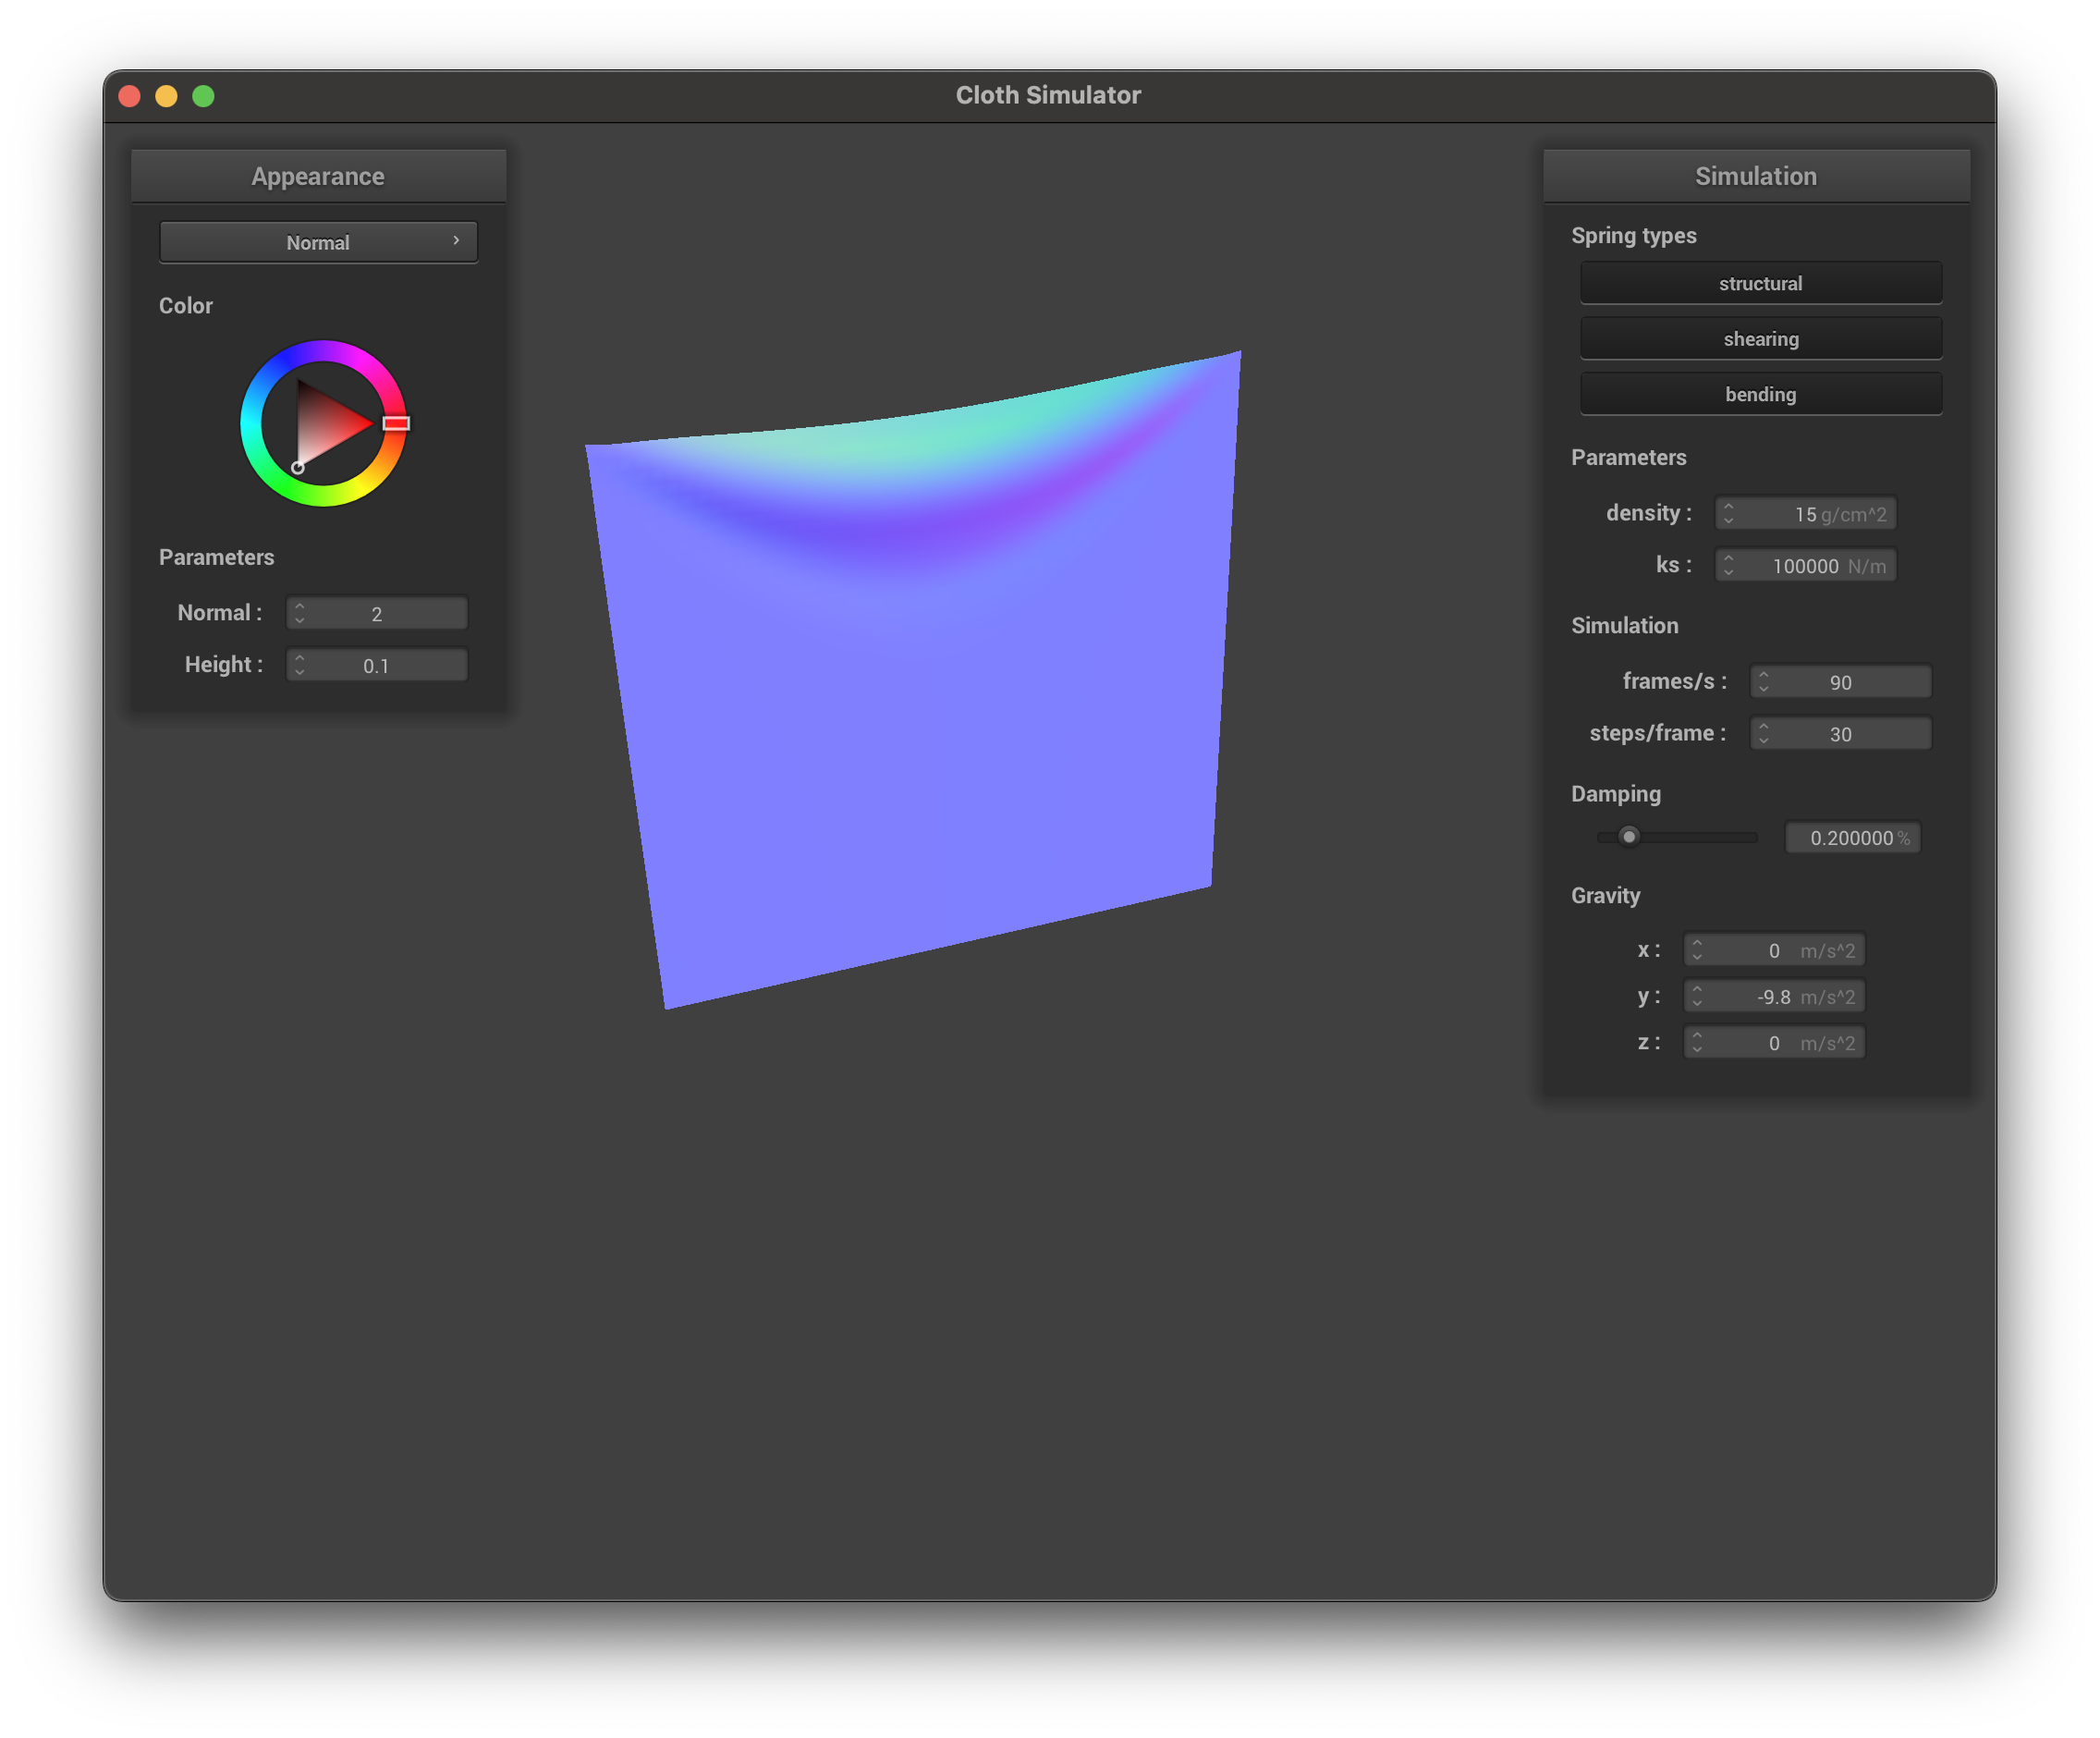 Cloth Simulator
Appearance
Normal
Color
Parameters
Normal : 2
Height : 0.1
Simulation
Spring types
structural
shearing
bending
Parameters
density : 15 g/cm^2
ks : 100000 N/m
Simulation
frames/s : 90
steps/frame : 30
Damping
0.200000 %
Gravity
x : 0 m/s^2
y : -9.8 m/s^2
z : 0 m/s^2